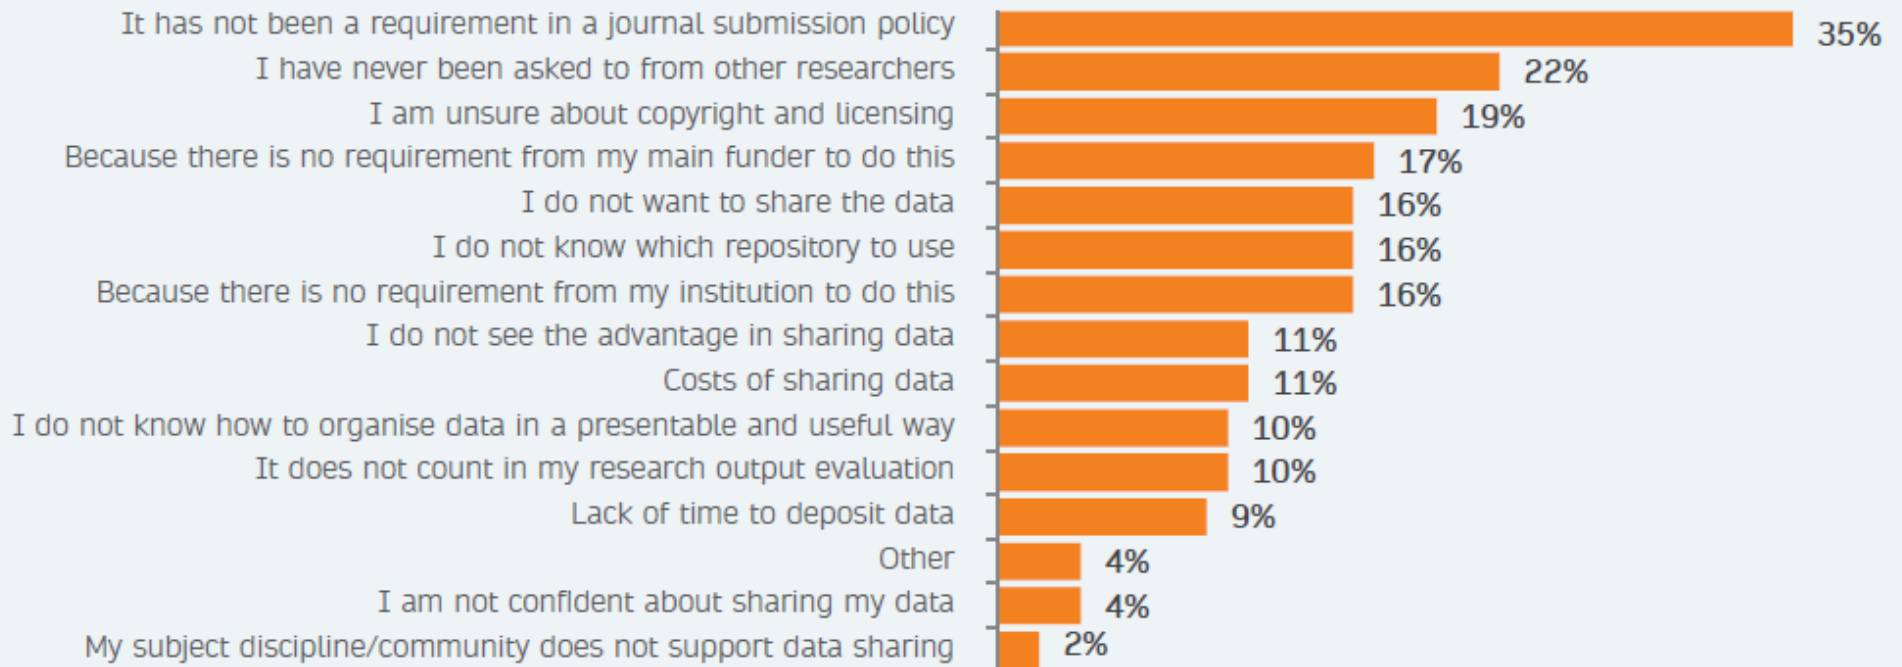 It has not been a requirement in a journal submission policy 35%
I have never been asked to from other researchers 22%
I am unsure about copyright and licensing 19%
Because there is no requirement from my main funder to do this 17%
I do not want to share the data 16%
I do not know which repository to use 16%
Because there is no requirement from my institution to do this 16%
I do not see the advantage in sharing data 11%
Costs of sharing data 11%
I do not know how to organise data in a presentable and useful way 10%
It does not count in my research output evaluation 10%
Lack of time to deposit data 9%
Other 4%
I am not confident about sharing my data 4%
My subject discipline/community does not support data sharing 2%